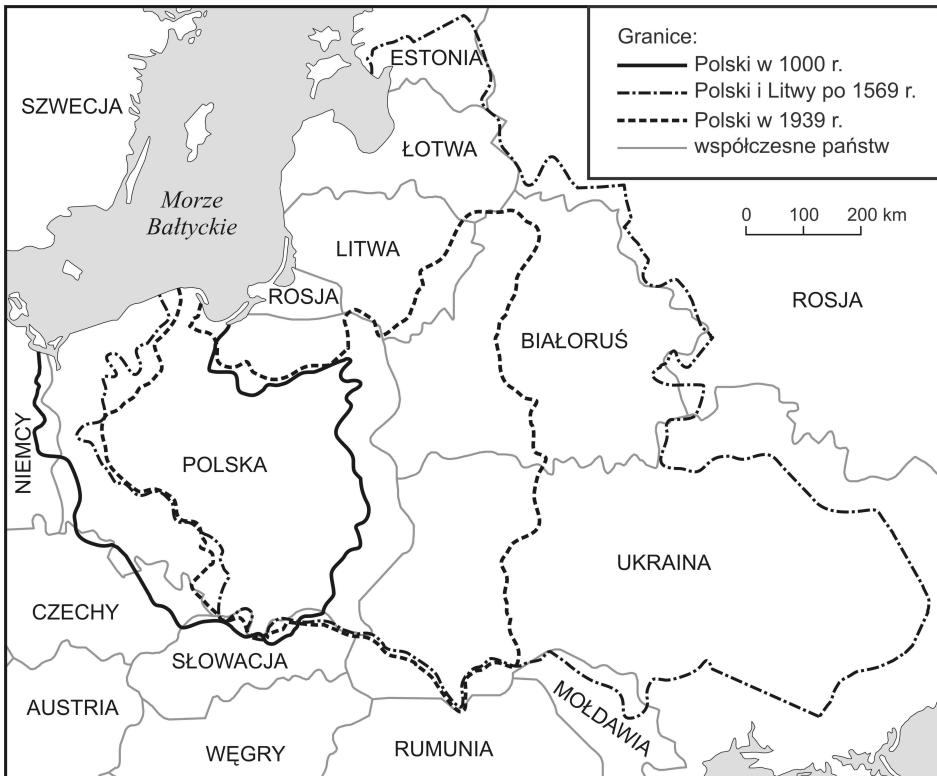 Granice:
Polski w 1000 r.
Polski i Litwy po 1569 r.
Polski w 1939 r.
współczesne państw
0 100 200 km
ESTONIA
SZWECJA
ŁOTWA
Morze
Bałtyckie
LITWA
ROSJA
ROSJA
BIAŁORUŚ
NIEMCY
POLSKA
UKRAINA
CZECHY
SŁOWACJA
AUSTRIA
MOŁDAWIA
WĘGRY
RUMUNIA